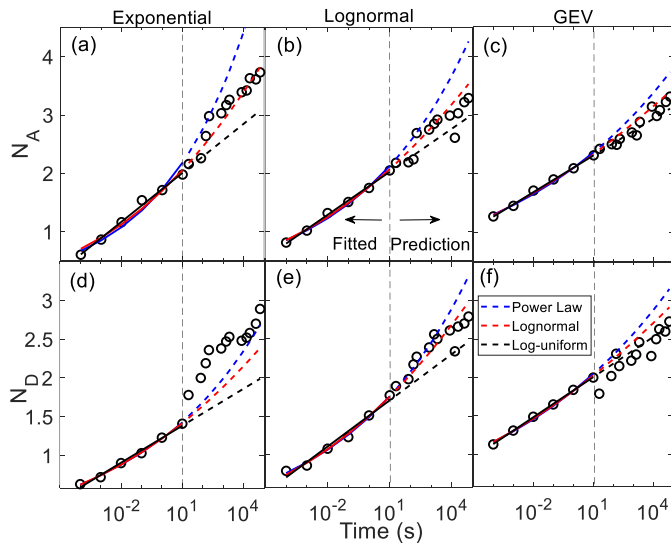 Exponential Lognormal GEV
(a) (b) (c)
4
3
2
1
N_A
Fitted Prediction
(d) (e) (f)
3
2.5
2
1.5
1
N_D
Power Law
Lognormal
Log-uniform
10^-2 10^1 10^4 10^-2 10^1 10^4 10^-2 10^1 10^4
Time (s)